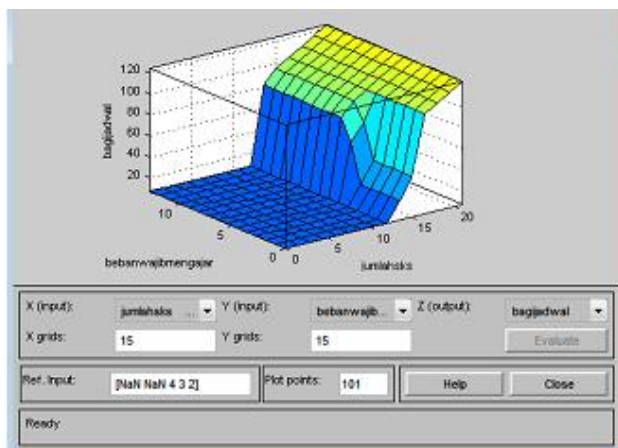 120
100
80
60
40
20
bagijadwal
10
5
0
bebanwajibmengajar
0
5
10
15
20
jumlahsks
X (input): jumlahsks ... Y (input): bebanwajib... Z (output): bagijadwal
X grids: 15 Y grids: 15 Evaluate
Ref. Input: [NaN NaN 4 3 2] Plot points: 101 Help Close
Ready